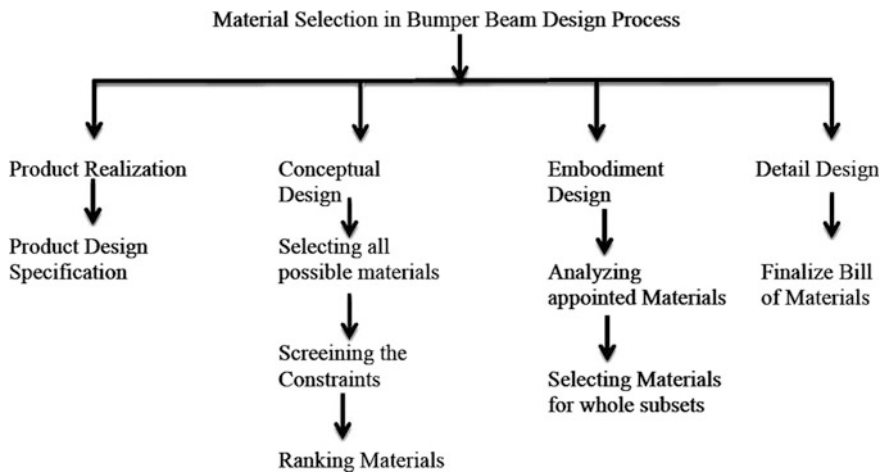 Material Selection in Bumper Beam Design Process
Product Realization
Product Design
Specification
Conceptual
Design
Selecting all
possible materials
Screeining the
Constraints
Ranking Materials
Embodiment
Design
Analyzing
appointed Materials
Selecting Materials
for whole subsets
Detail Design
Finalize Bill
of Materials